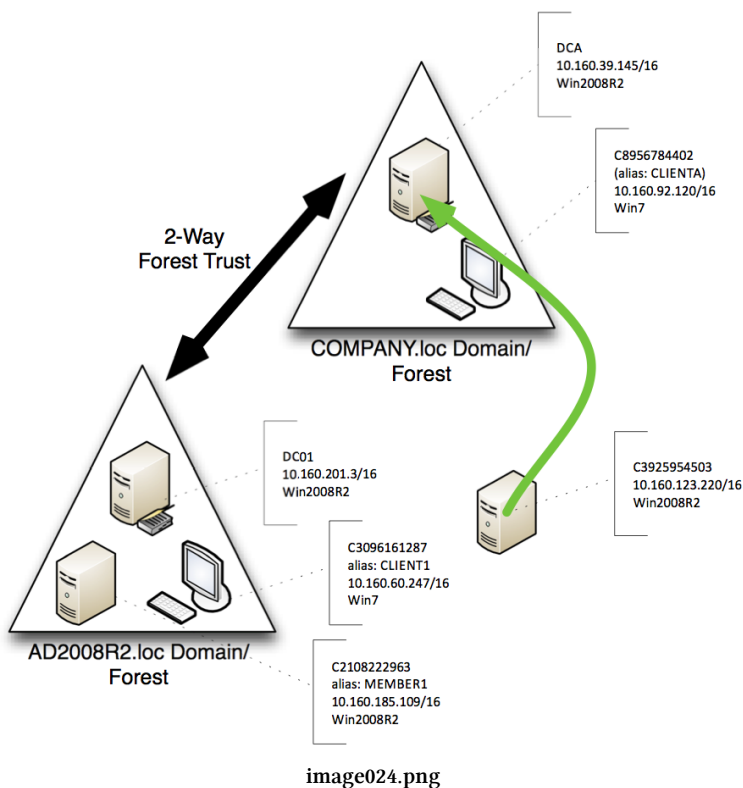 DCA
10.160.39.145/16
Win2008R2
C8956784402
(alias: CLIENTA)
10.160.92.120/16
Win7
2-Way
Forest Trust
COMPANY.loc Domain/
Forest
DC01
10.160.201.3/16
Win2008R2
C3925954503
10.160.123.220/16
Win2008R2
C3096161287
alias: CLIENT1
10.160.60.247/16
Win7
AD2008R2.loc Domain/
Forest
C2108222963
alias: MEMBER1
10.160.185.109/16
Win2008R2
image024.png